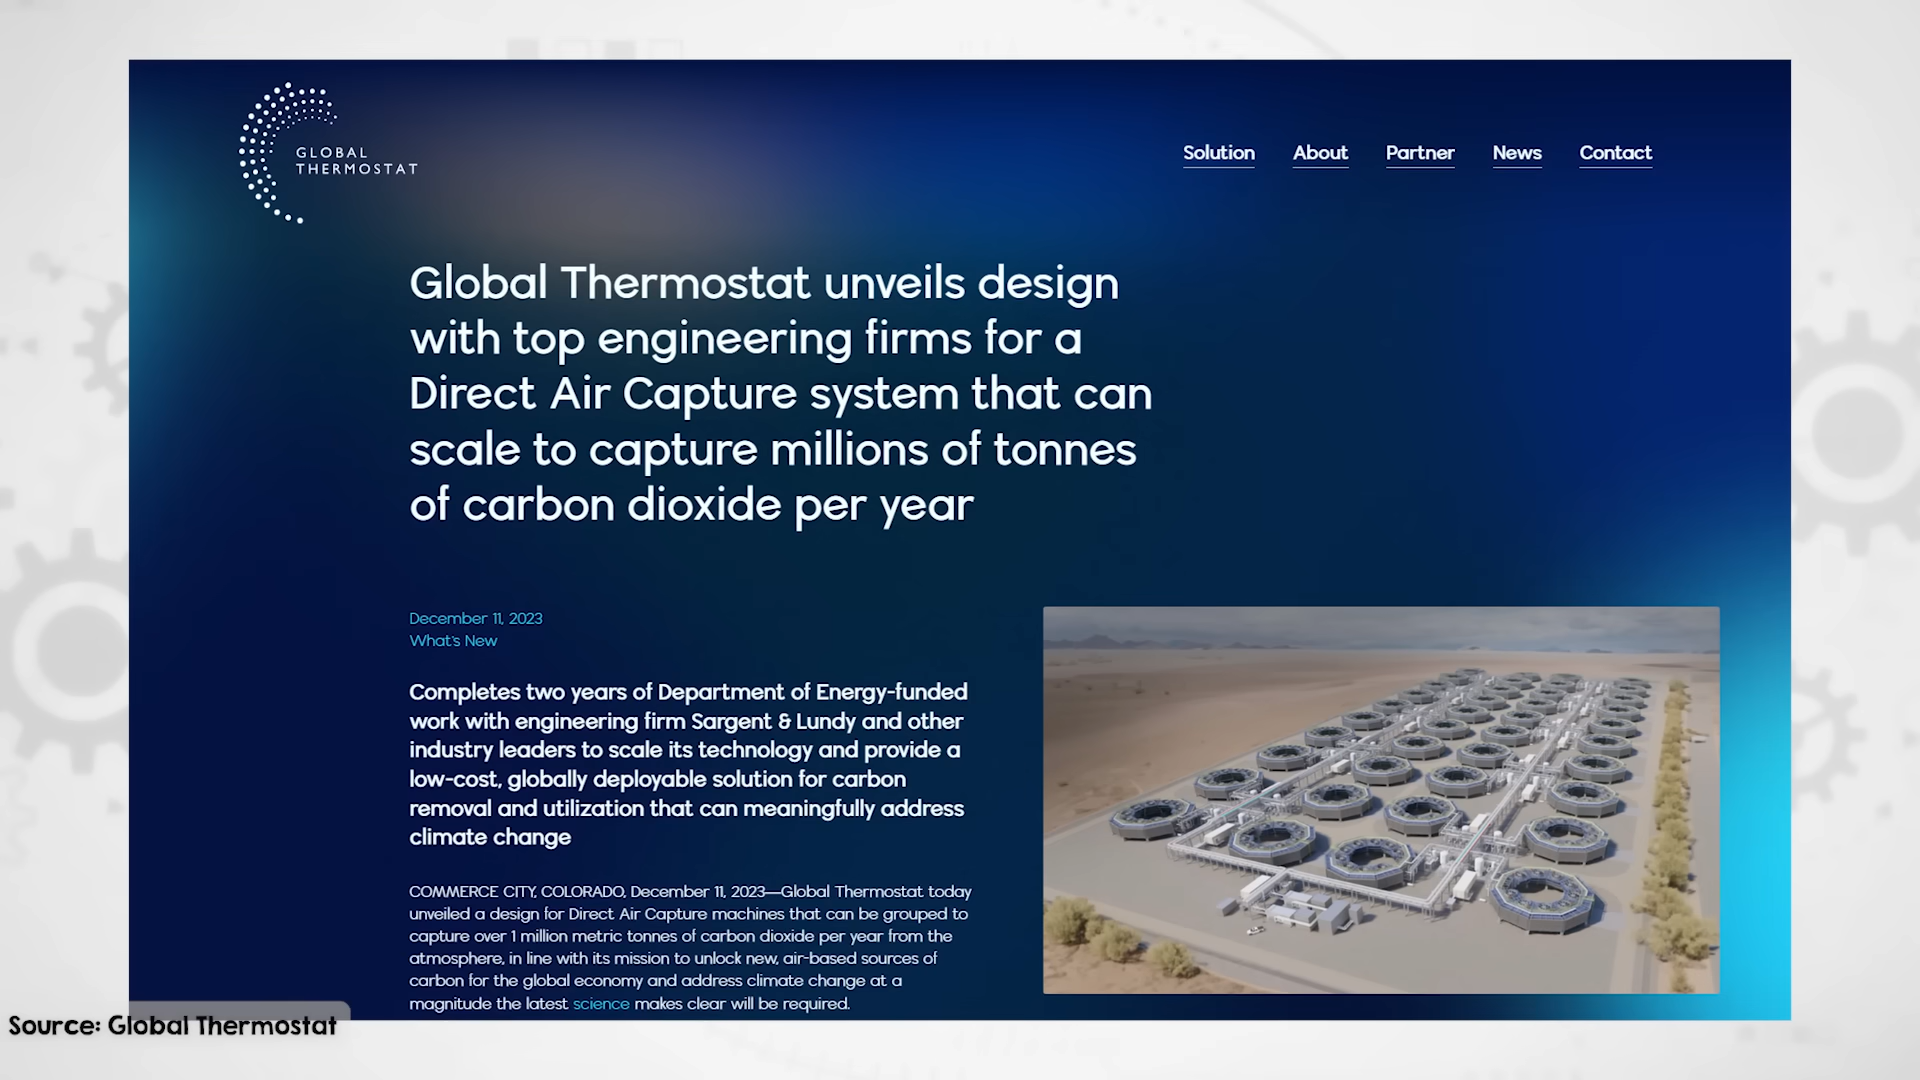 GLOBAL
THERMOSTAT
Solution
About
Partner
News
Contact
Global Thermostat unveils design
with top engineering firms for a
Direct Air Capture system that can
scale to capture millions of tonnes
of carbon dioxide per year
December 11, 2023
What's New
Completes two years of Department of Energy-funded
work with engineering firm Sargent & Lundy and other
industry leaders to scale its technology and provide a
low-cost, globally deployable solution for carbon
removal and utilization that can meaningfully address
climate change
COMMERCE CITY, COLORADO, December 11, 2023—Global Thermostat today
unveiled a design for Direct Air Capture machines that can be grouped to
capture over 1 million metric tonnes of carbon dioxide per year from the
atmosphere, in line with its mission to unlock new, air-based sources of
carbon for the global economy and address climate change at a
magnitude the latest science makes clear will be required.
Source: Global Thermostat